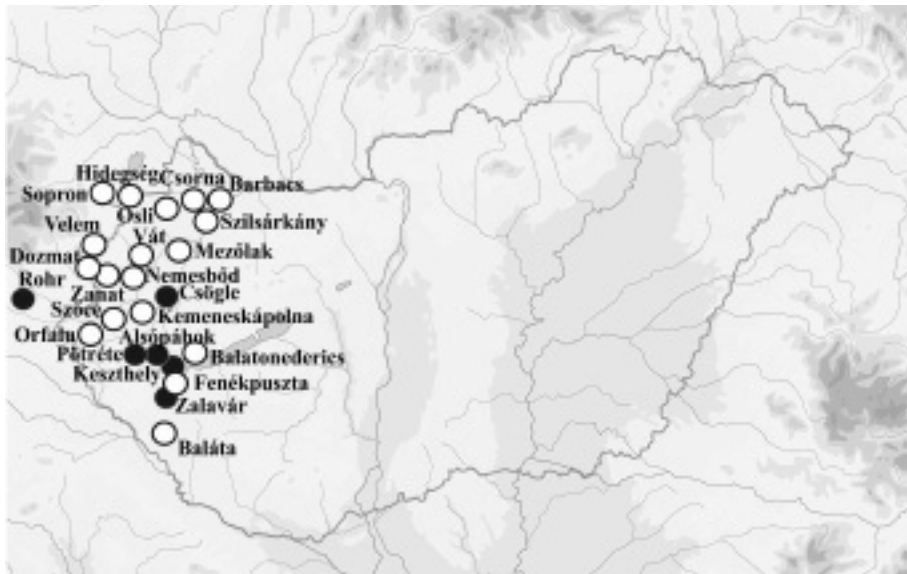 Hidegség Csorna
Sopron
Barbacs
Osli
Szilsárkány
Velem
Vát
Mezőlak
Dozmat
Rohr
Nemesbőd
Zanat
Csögle
Szőce
Kemeneskápolna
Orfalu
Alsópáhok
Pötréte
Balatonederics
Keszthely
Fenékpuszta
Zalavár
Baláta